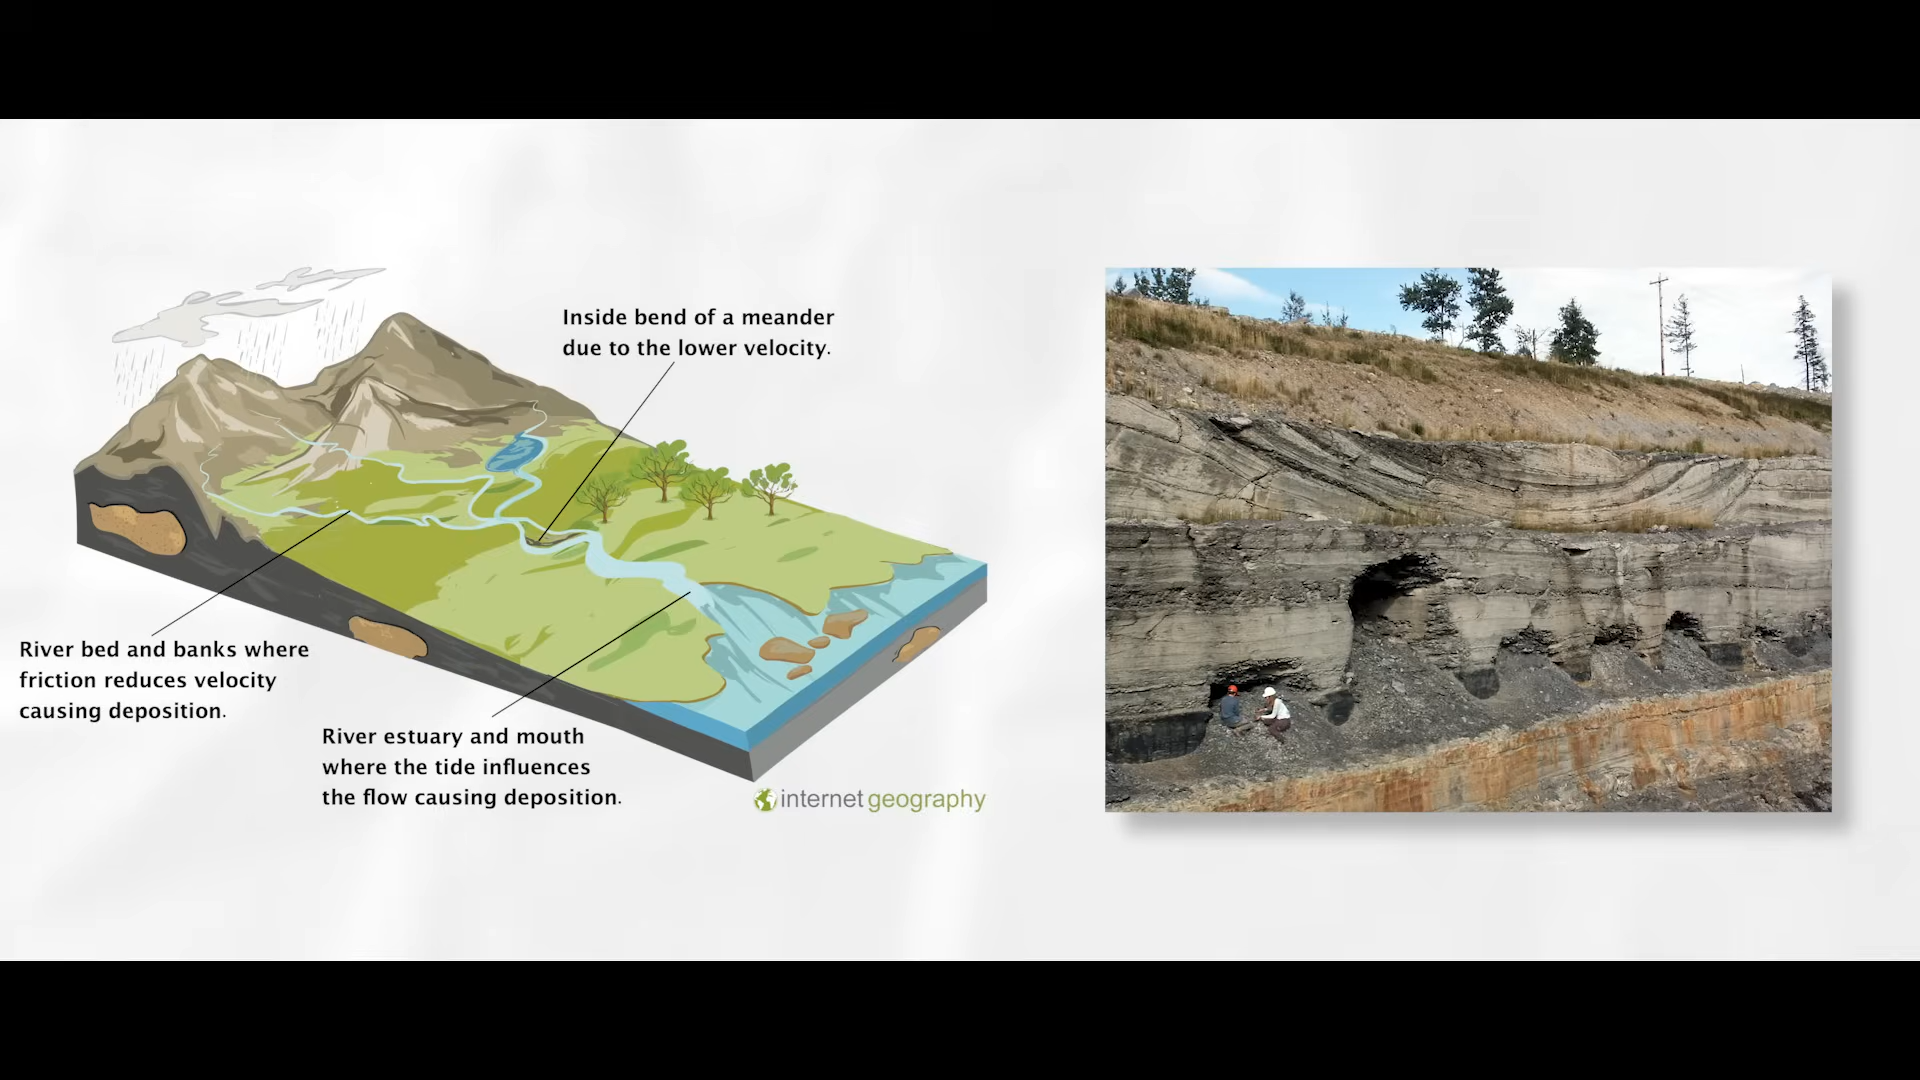 Inside bend of a meander
due to the lower velocity.
River bed and banks where
friction reduces velocity
causing deposition.
River estuary and mouth
where the tide influences
the flow causing deposition.
internet geography